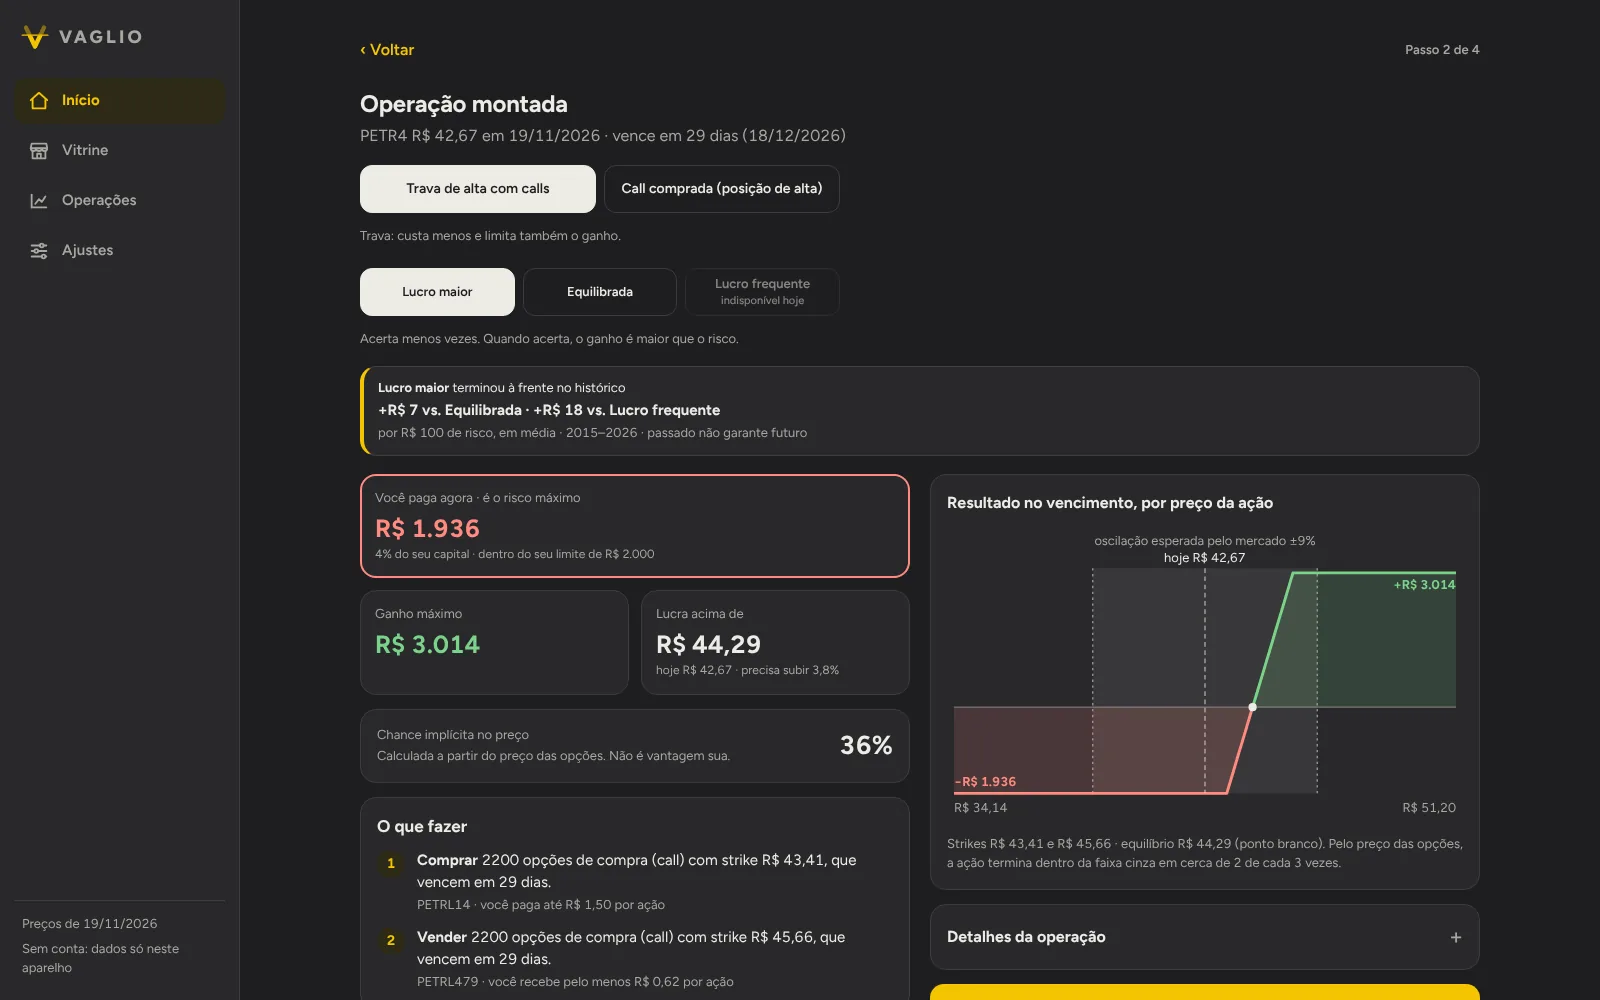 VAGLIO
Início
Vitrine
Operações
Ajustes
Preços de 19/11/2026
Sem conta: dados só neste
aparelho
‹ Voltar
Passo 2 de 4
Operação montada
PETR4 R$ 42,67 em 19/11/2026 · vence em 29 dias (18/12/2026)
Trava de alta com calls
Call comprada (posição de alta)
Trava: custa menos e limita também o ganho.
Lucro maior
Equilibrada
Lucro frequente
indisponível hoje
Acerta menos vezes. Quando acerta, o ganho é maior que o risco.
Lucro maior terminou à frente no histórico
+R$ 7 vs. Equilibrada · +R$ 18 vs. Lucro frequente
por R$ 100 de risco, em média · 2015–2026 · passado não garante futuro
Você paga agora · é o risco máximo
R$ 1.936
4% do seu capital · dentro do seu limite de R$ 2.000
Ganho máximo
R$ 3.014
Lucra acima de
R$ 44,29
hoje R$ 42,67 · precisa subir 3,8%
Chance implícita no preço
Calculada a partir do preço das opções. Não é vantagem sua.
36%
O que fazer
1
Comprar 2200 opções de compra (call) com strike R$ 43,41, que
vencem em 29 dias.
PETRL14 · você paga até R$ 1,50 por ação
2
Vender 2200 opções de compra (call) com strike R$ 45,66, que
vencem em 29 dias.
PETRL479 · você recebe pelo menos R$ 0,62 por ação
Resultado no vencimento, por preço da ação
oscilação esperada pelo mercado ±9%
hoje R$ 42,67
+R$ 3.014
−R$ 1.936
R$ 34,14
R$ 51,20
Strikes R$ 43,41 e R$ 45,66 · equilíbrio R$ 44,29 (ponto branco). Pelo preço das opções,
a ação termina dentro da faixa cinza em cerca de 2 de cada 3 vezes.
Detalhes da operação
+